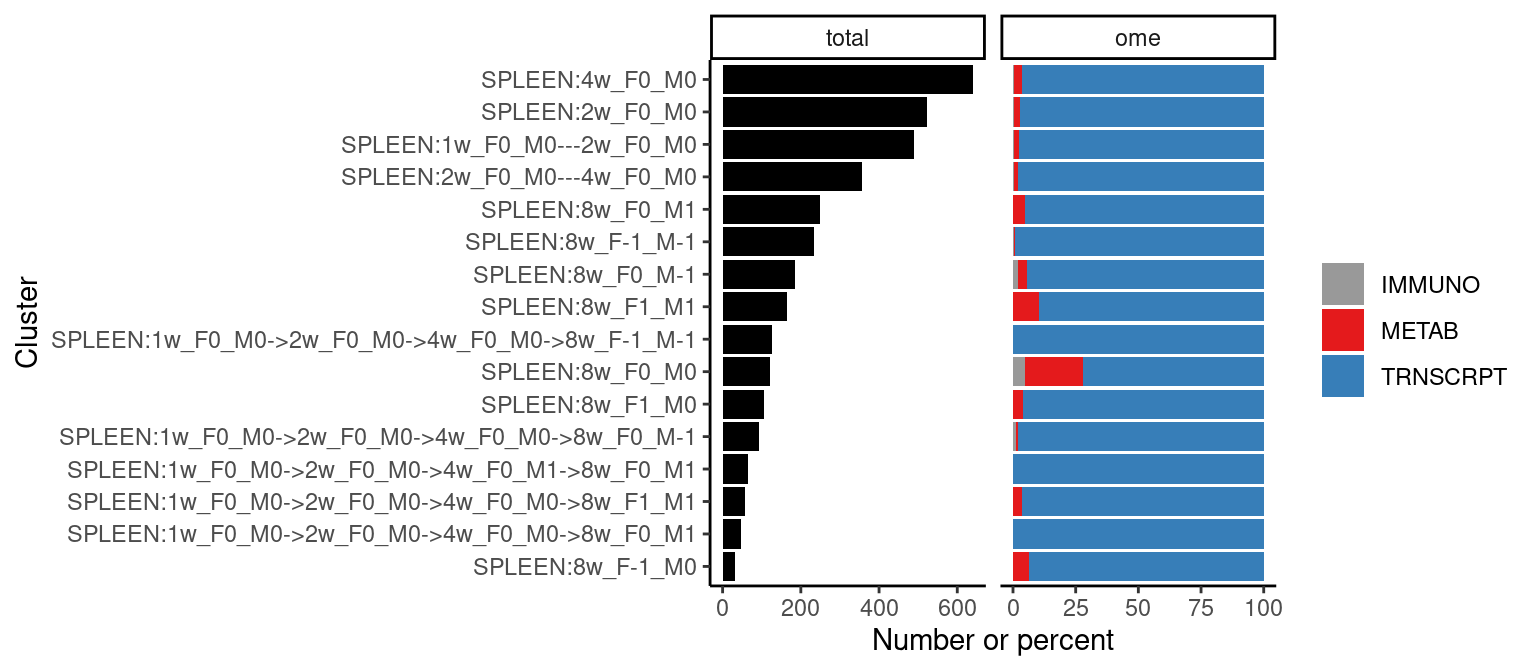 total
ome
SPLEEN:4w_F0_M0
SPLEEN:2w_F0_M0
SPLEEN:1w_F0_M0---2w_F0_M0
SPLEEN:2w_F0_M0---4w_F0_M0
SPLEEN:8w_F0_M1
SPLEEN:8w_F-1_M-1
SPLEEN:8w_F0_M-1
SPLEEN:8w_F1_M1
SPLEEN:1w_F0_M0->2w_F0_M0->4w_F0_M0->8w_F-1_M-1
SPLEEN:8w_F0_M0
SPLEEN:8w_F1_M0
SPLEEN:1w_F0_M0->2w_F0_M0->4w_F0_M0->8w_F0_M-1
SPLEEN:1w_F0_M0->2w_F0_M0->4w_F0_M1->8w_F0_M1
SPLEEN:1w_F0_M0->2w_F0_M0->4w_F0_M0->8w_F1_M1
SPLEEN:1w_F0_M0->2w_F0_M0->4w_F0_M0->8w_F0_M1
SPLEEN:8w_F-1_M0
Cluster
0 200 400 600
0 25 50 75 100
Number or percent
IMMUNO
METAB
TRNSCRPT